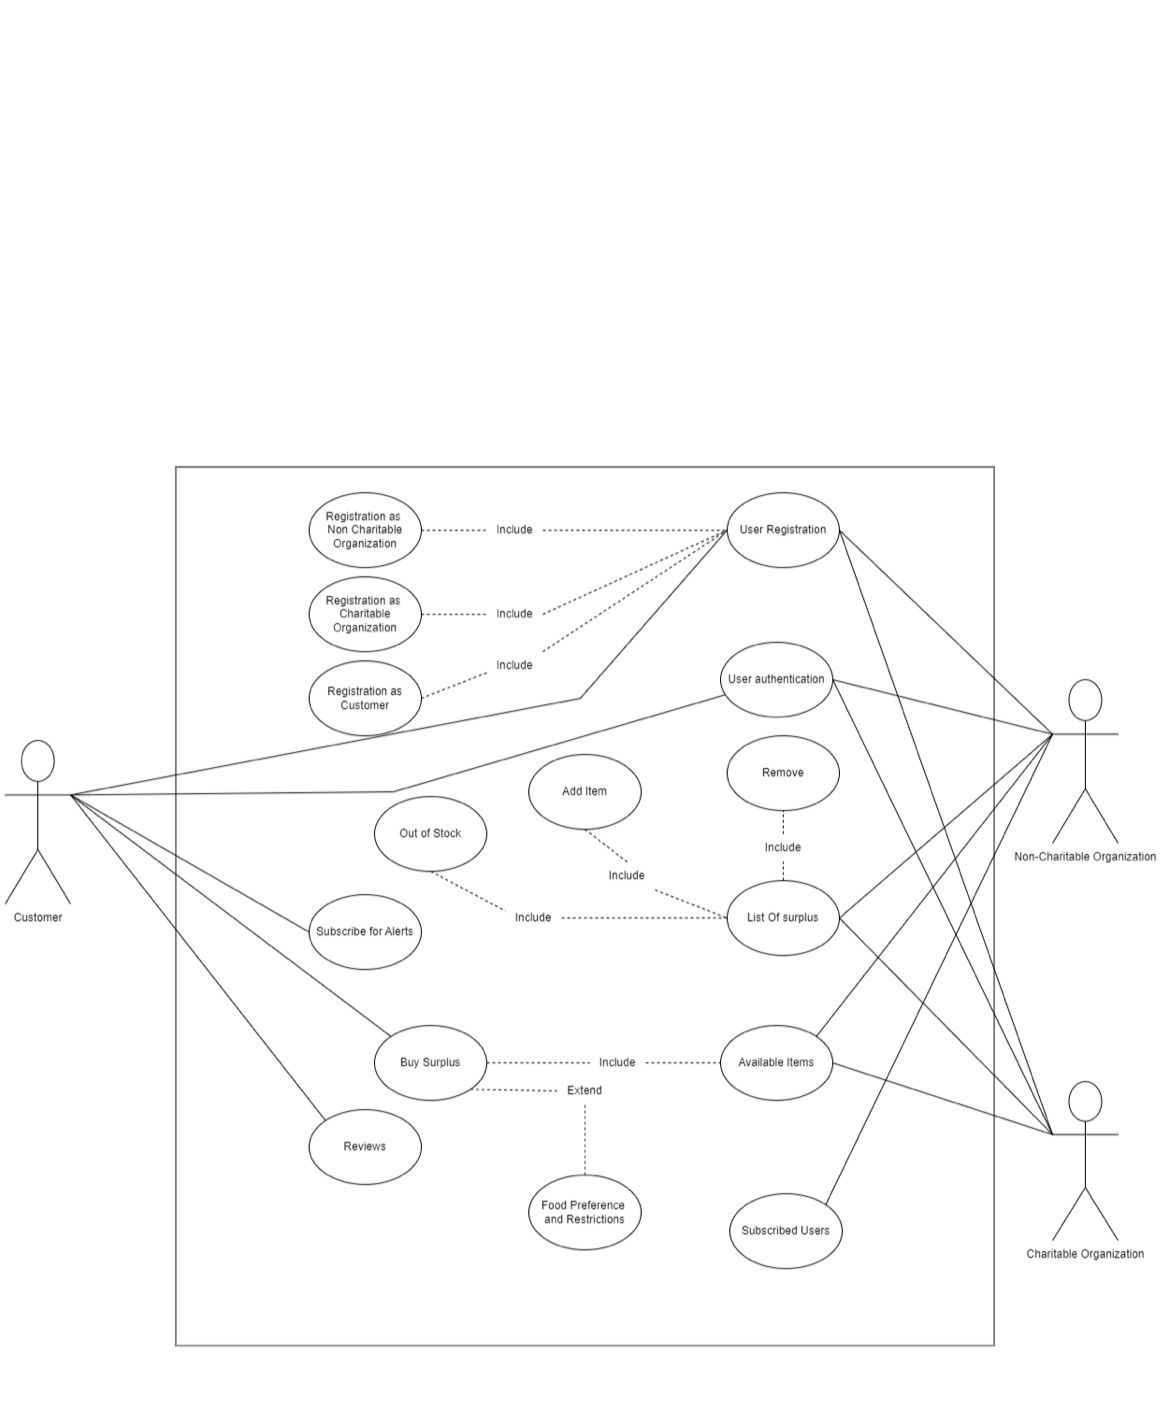 Registration as
Non Charitable
Organization
Include
User Registration
Registration as
Charitable
Organization
Include
Include
Registration as
Customer
User authentication
Remove
Add Item
Out of Stock
Include
Non-Charitable Organization
Include
Customer
Include
List Of surplus
Subscribe for Alerts
Buy Surplus
Include
Available Items
Extend
Reviews
Food Preference
and Restrictions
Subscribed Users
Charitable Organization